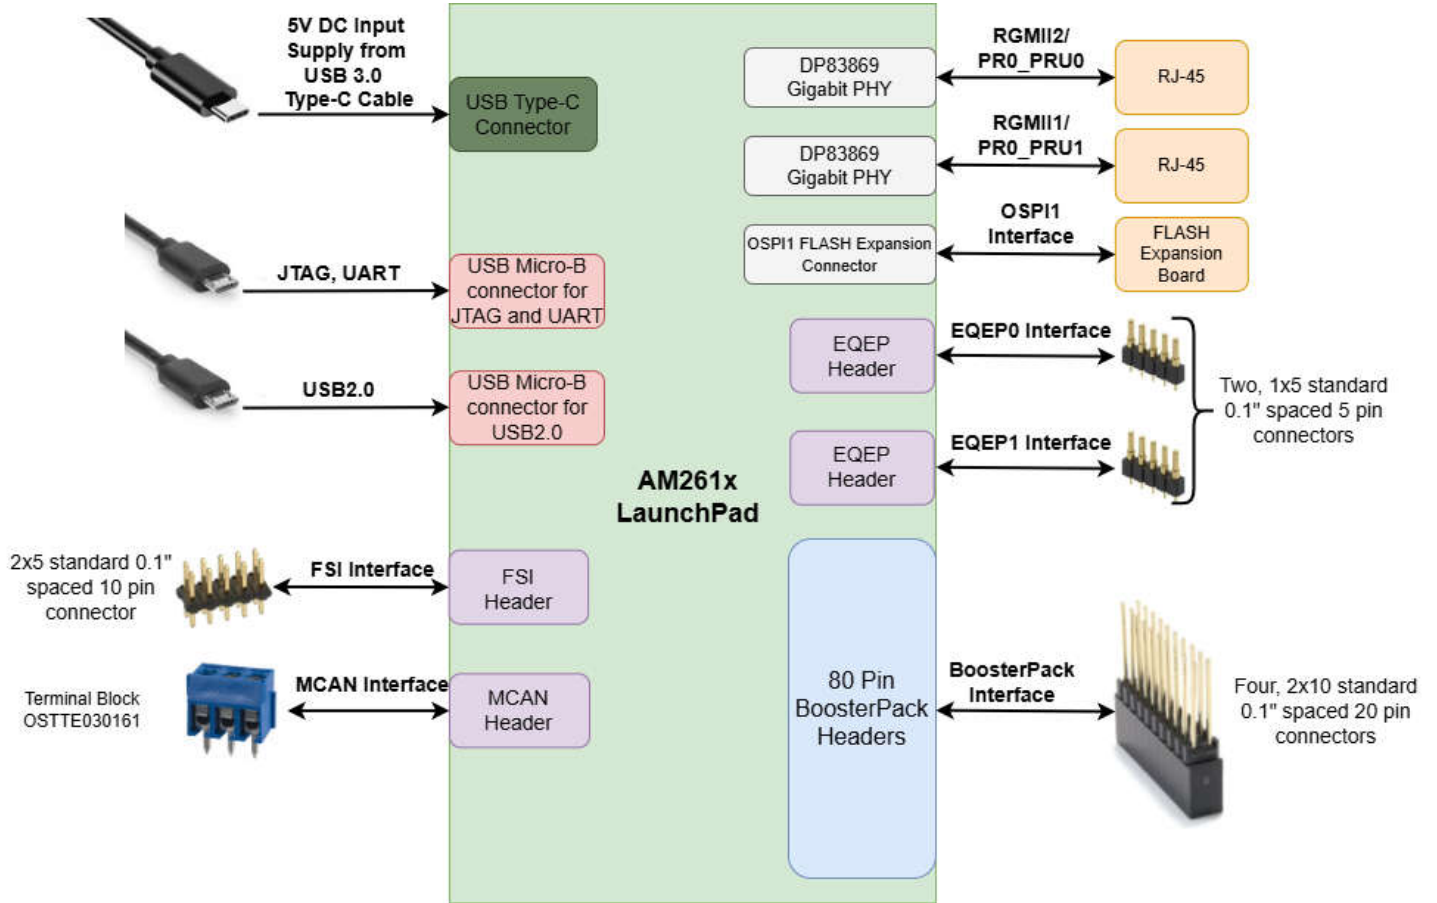 5V DC Input
Supply from
USB 3.0
Type-C Cable
USB Type-C
Connector
JTAG, UART
USB Micro-B
connector for
JTAG and UART
USB2.0
USB Micro-B
connector for
USB2.0
AM261x
LaunchPad
2x5 standard 0.1"
spaced 10 pin
connector
FSI Interface
FSI
Header
Terminal Block
OSTTE030161
MCAN Interface
MCAN
Header
DP83869
Gigabit PHY
RGMII2/
PR0_PRU0
RJ-45
DP83869
Gigabit PHY
RGMII1/
PR0_PRU1
RJ-45
OSPI1 FLASH Expansion
Connector
OSPI1
Interface
FLASH
Expansion
Board
EQEP
Header
EQEP0 Interface
EQEP
Header
EQEP1 Interface
Two, 1x5 standard
0.1" spaced 5 pin
connectors
80 Pin
BoosterPack
Headers
BoosterPack
Interface
Four, 2x10 standard
0.1" spaced 20 pin
connectors